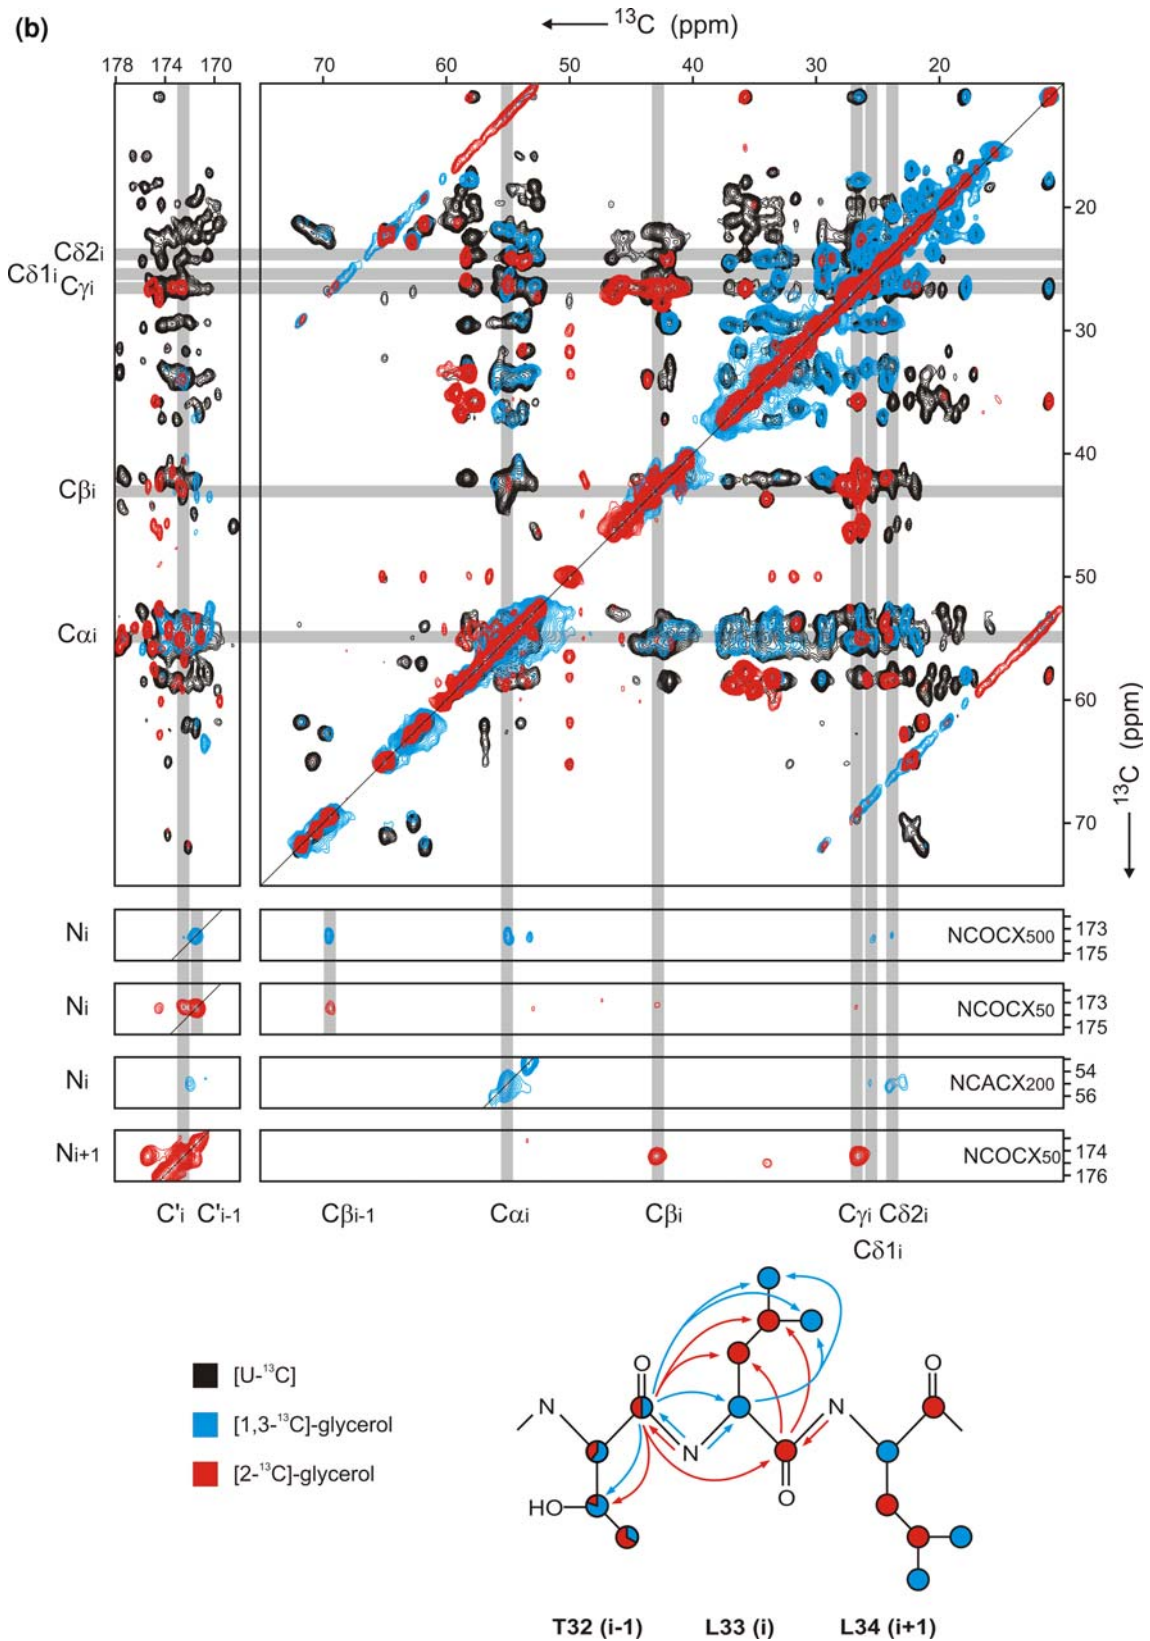 (b)
¹³C (ppm)
178 174 170 70 60 50 40 30 20
20
Cδ2i
Cδ1i Cγi
30
40
Cβi
50
Cαi
60
¹³C (ppm)
70
Ni NCOCX500 173
175
Ni NCOCX50 173
175
Ni NCACX200 54
56
Ni+1 NCOCX50 174
176
C'i C'i-1 Cβi-1 Cαi Cβi Cγi Cδ2i
Cδ1i
[U-¹³C]
[1,3-¹³C]-glycerol
[2-¹³C]-glycerol
O O
N N
N
HO O
T32 (i-1) L33 (i) L34 (i+1)